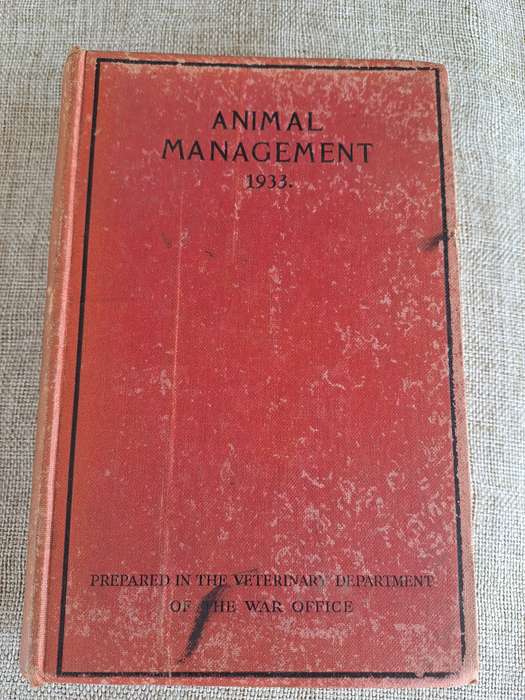 ANIMAL
MANAGEMENT
1933.
PREPARED IN THE VETERINARY DEPARTMENT
OF THE WAR OFFICE